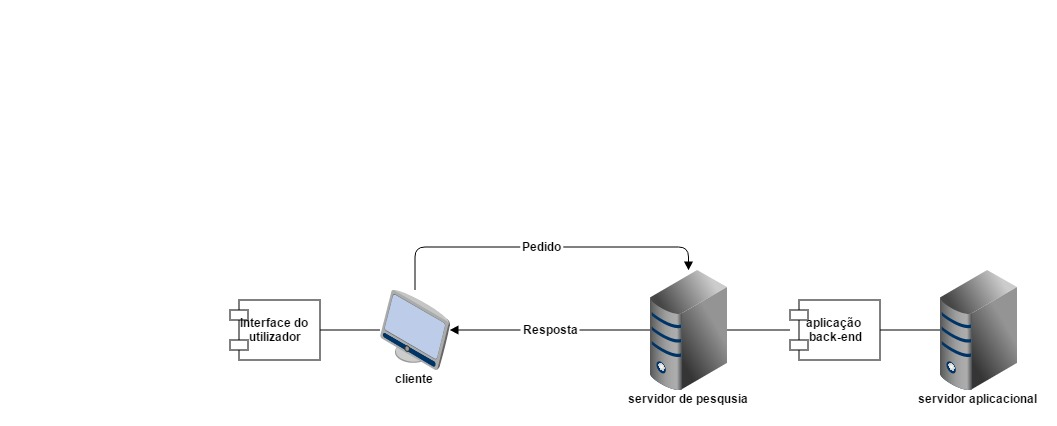 Pedido
Interface do
utilizador
Resposta
aplicação
back-end
cliente
servidor de pesqusia
servidor aplicacional